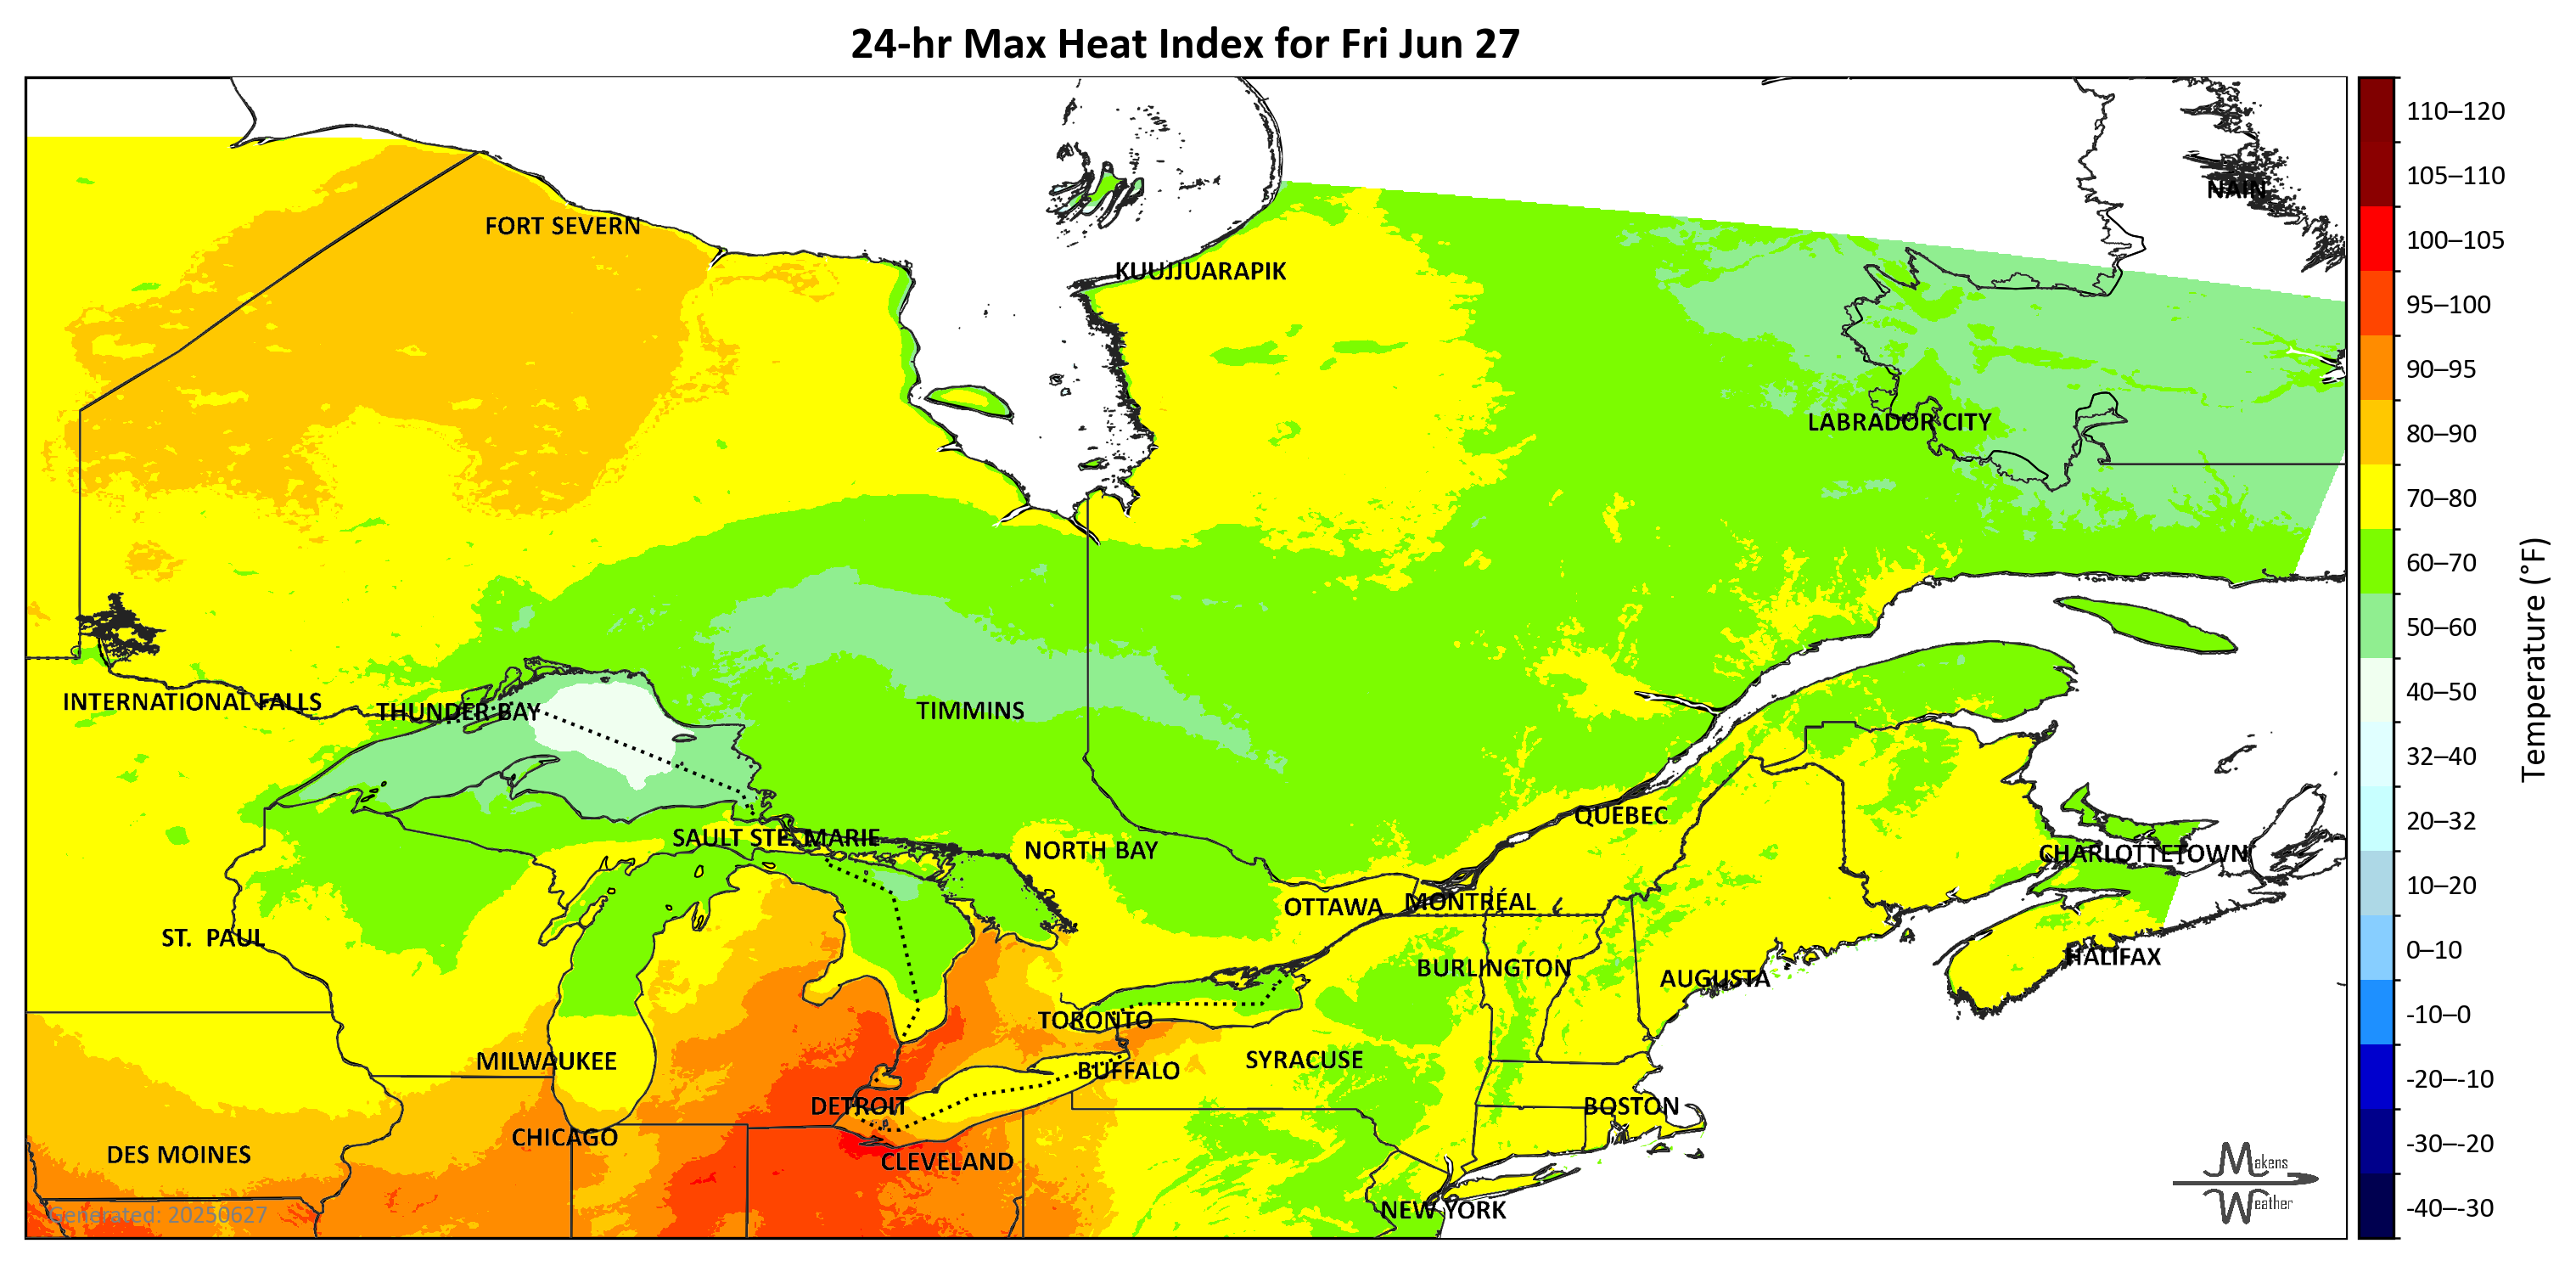 24-hr Max Heat Index for Fri Jun 27
NAIN
FORT SEVERN
KUUJJUARAPIK
LABRADOR CITY
INTERNATIONAL FALLS
THUNDER BAY
TIMMINS
QUEBEC
SAULT STE. MARIE
NORTH BAY
CHARLOTTETOWN
OTTAWA
MONTRÉAL
ST. PAUL
HALIFAX
BURLINGTON
AUGUSTA
TORONTO
MILWAUKEE
SYRACUSE
BUFFALO
DETROIT
BOSTON
CHICAGO
DES MOINES
CLEVELAND
NEW YORK
Generated: 20250627
Makens
Weather
110–120
105–110
100–105
95–100
90–95
80–90
70–80
60–70
50–60
40–50
32–40
20–32
10–20
0–10
-10–0
-20–-10
-30–-20
-40–-30
Temperature (°F)